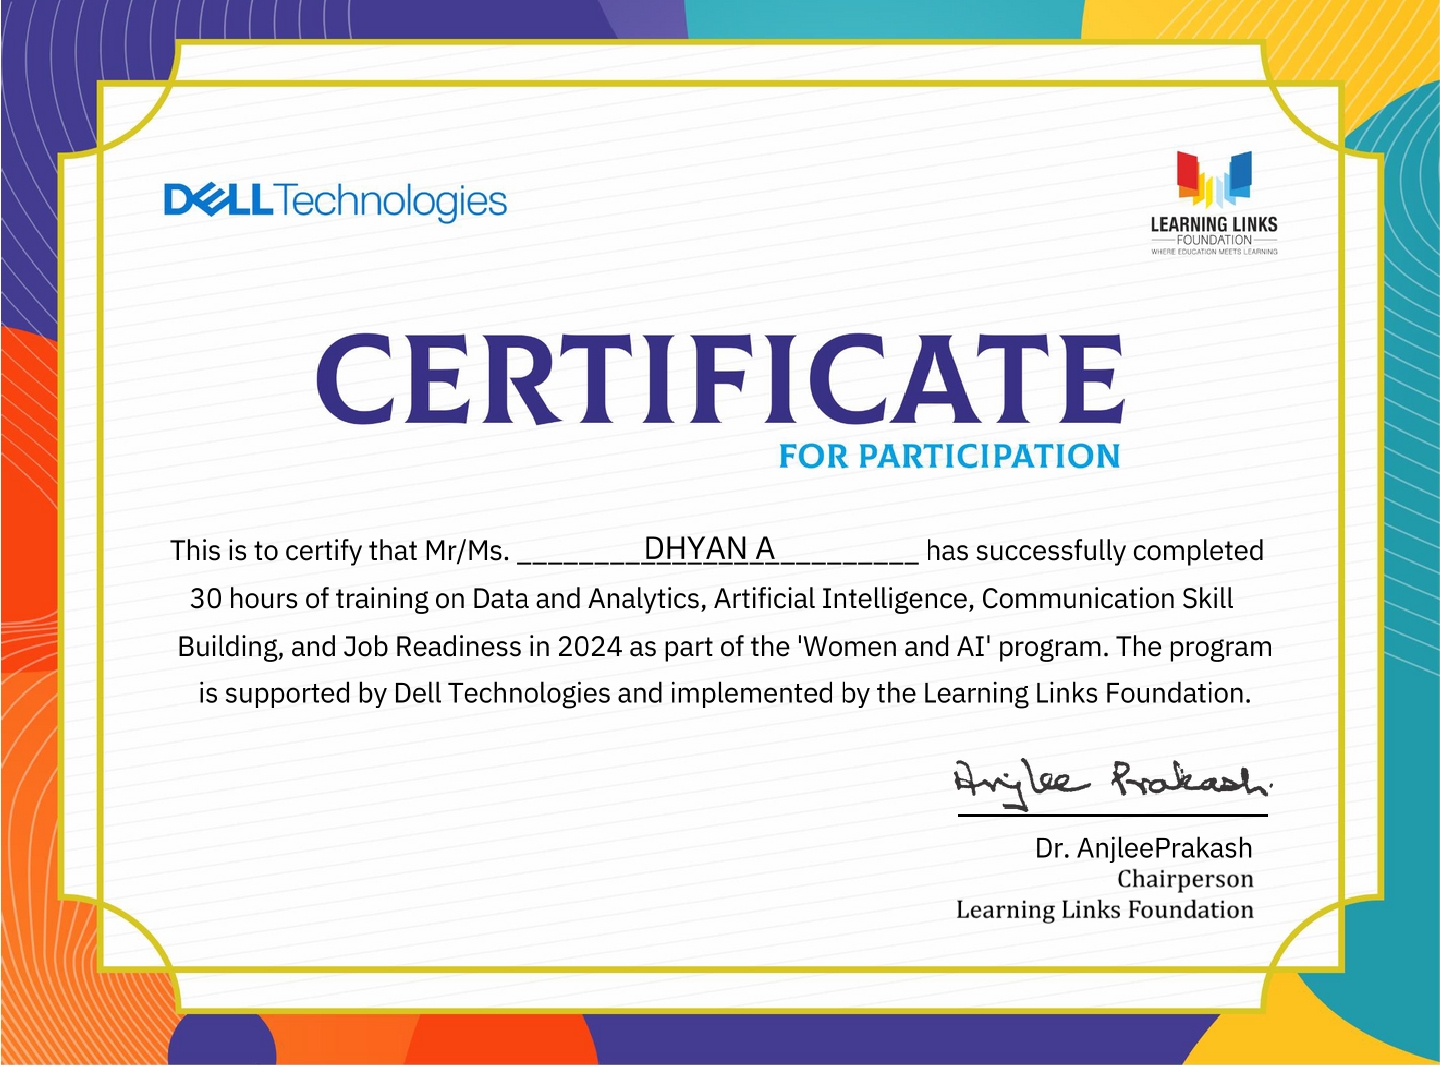 DELL Technologies
LEARNING LINKS
FOUNDATION
WHERE EDUCATION MEETS LEARNING
CERTIFICATE
FOR PARTICIPATION
This is to certify that Mr/Ms. __________DHYAN A__________ has successfully completed
30 hours of training on Data and Analytics, Artificial Intelligence, Communication Skill
Building, and Job Readiness in 2024 as part of the 'Women and AI' program. The program
is supported by Dell Technologies and implemented by the Learning Links Foundation.
Anjlee Prakash.
Dr. AnjleePrakash
Chairperson
Learning Links Foundation